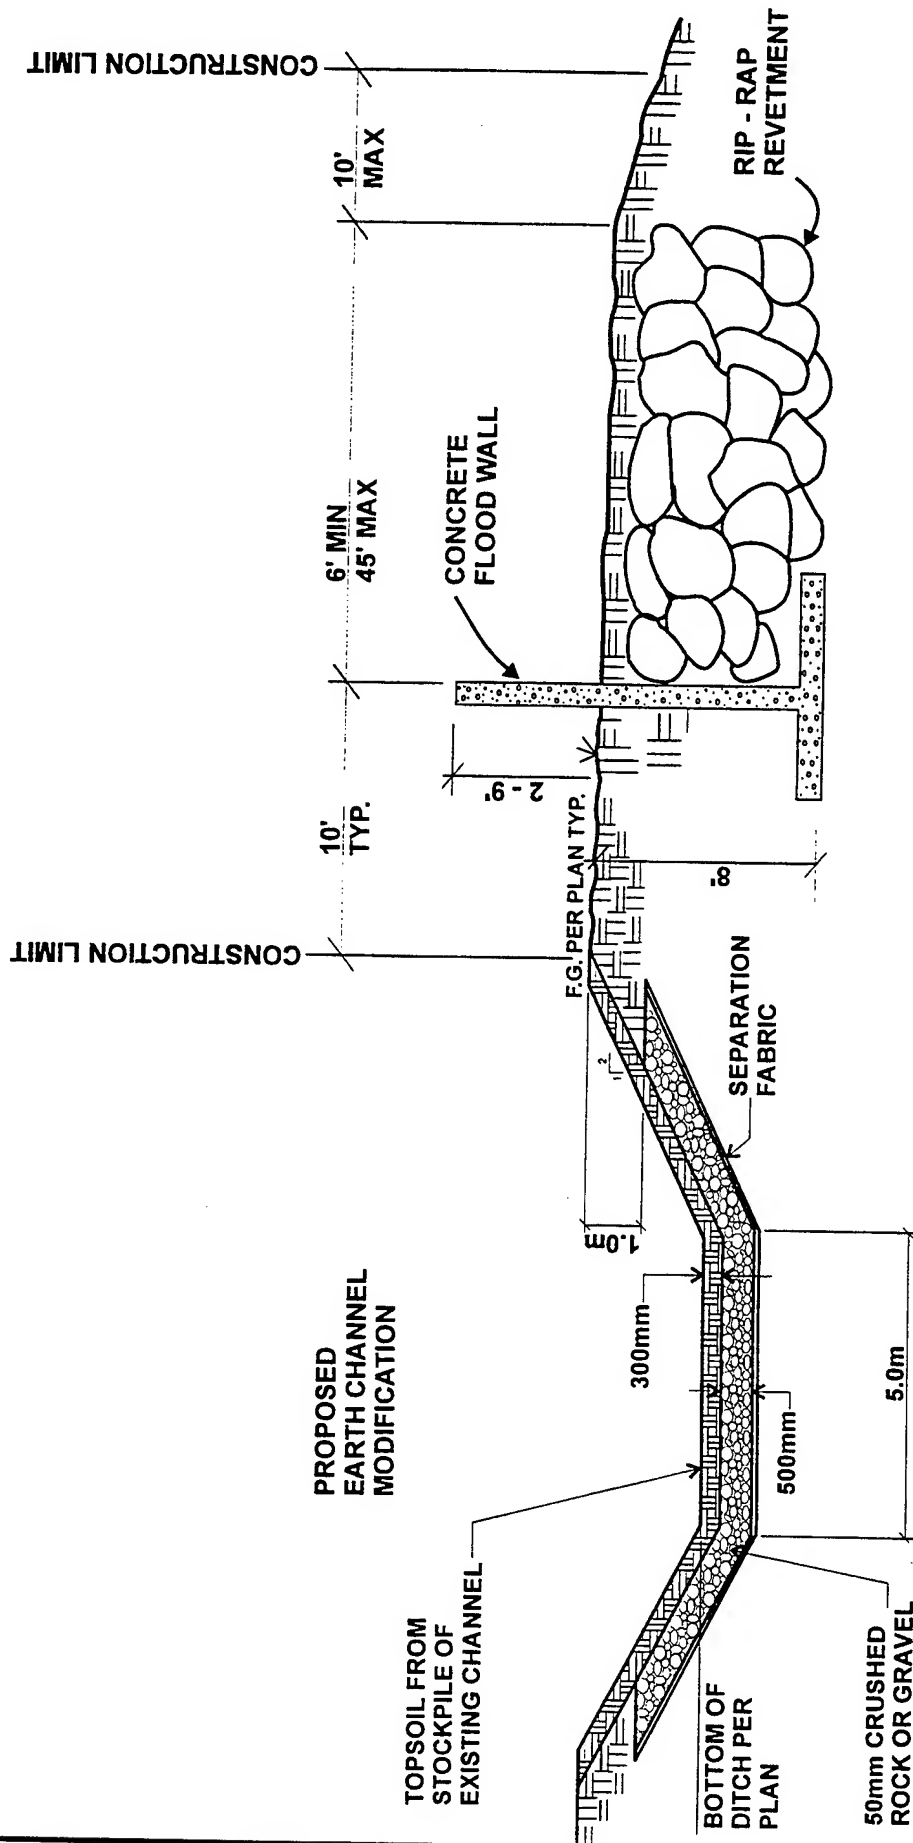 CONSTRUCTION LIMIT
CONSTRUCTION LIMIT
10'
TYP.
6' MIN
45' MAX
10'
MAX
PROPOSED
EARTH CHANNEL
MODIFICATION
CONCRETE
FLOOD WALL
2 - 9'
F.G. PER PLAN TYP.
8'
RIP - RAP
REVETMENT
TOPSOIL FROM
STOCKPILE OF
EXISTING CHANNEL
300mm
1.0m
2
1
SEPARATION
FABRIC
BOTTOM OF
DITCH PER
PLAN
500mm
5.0m
50mm CRUSHED
ROCK OR GRAVEL